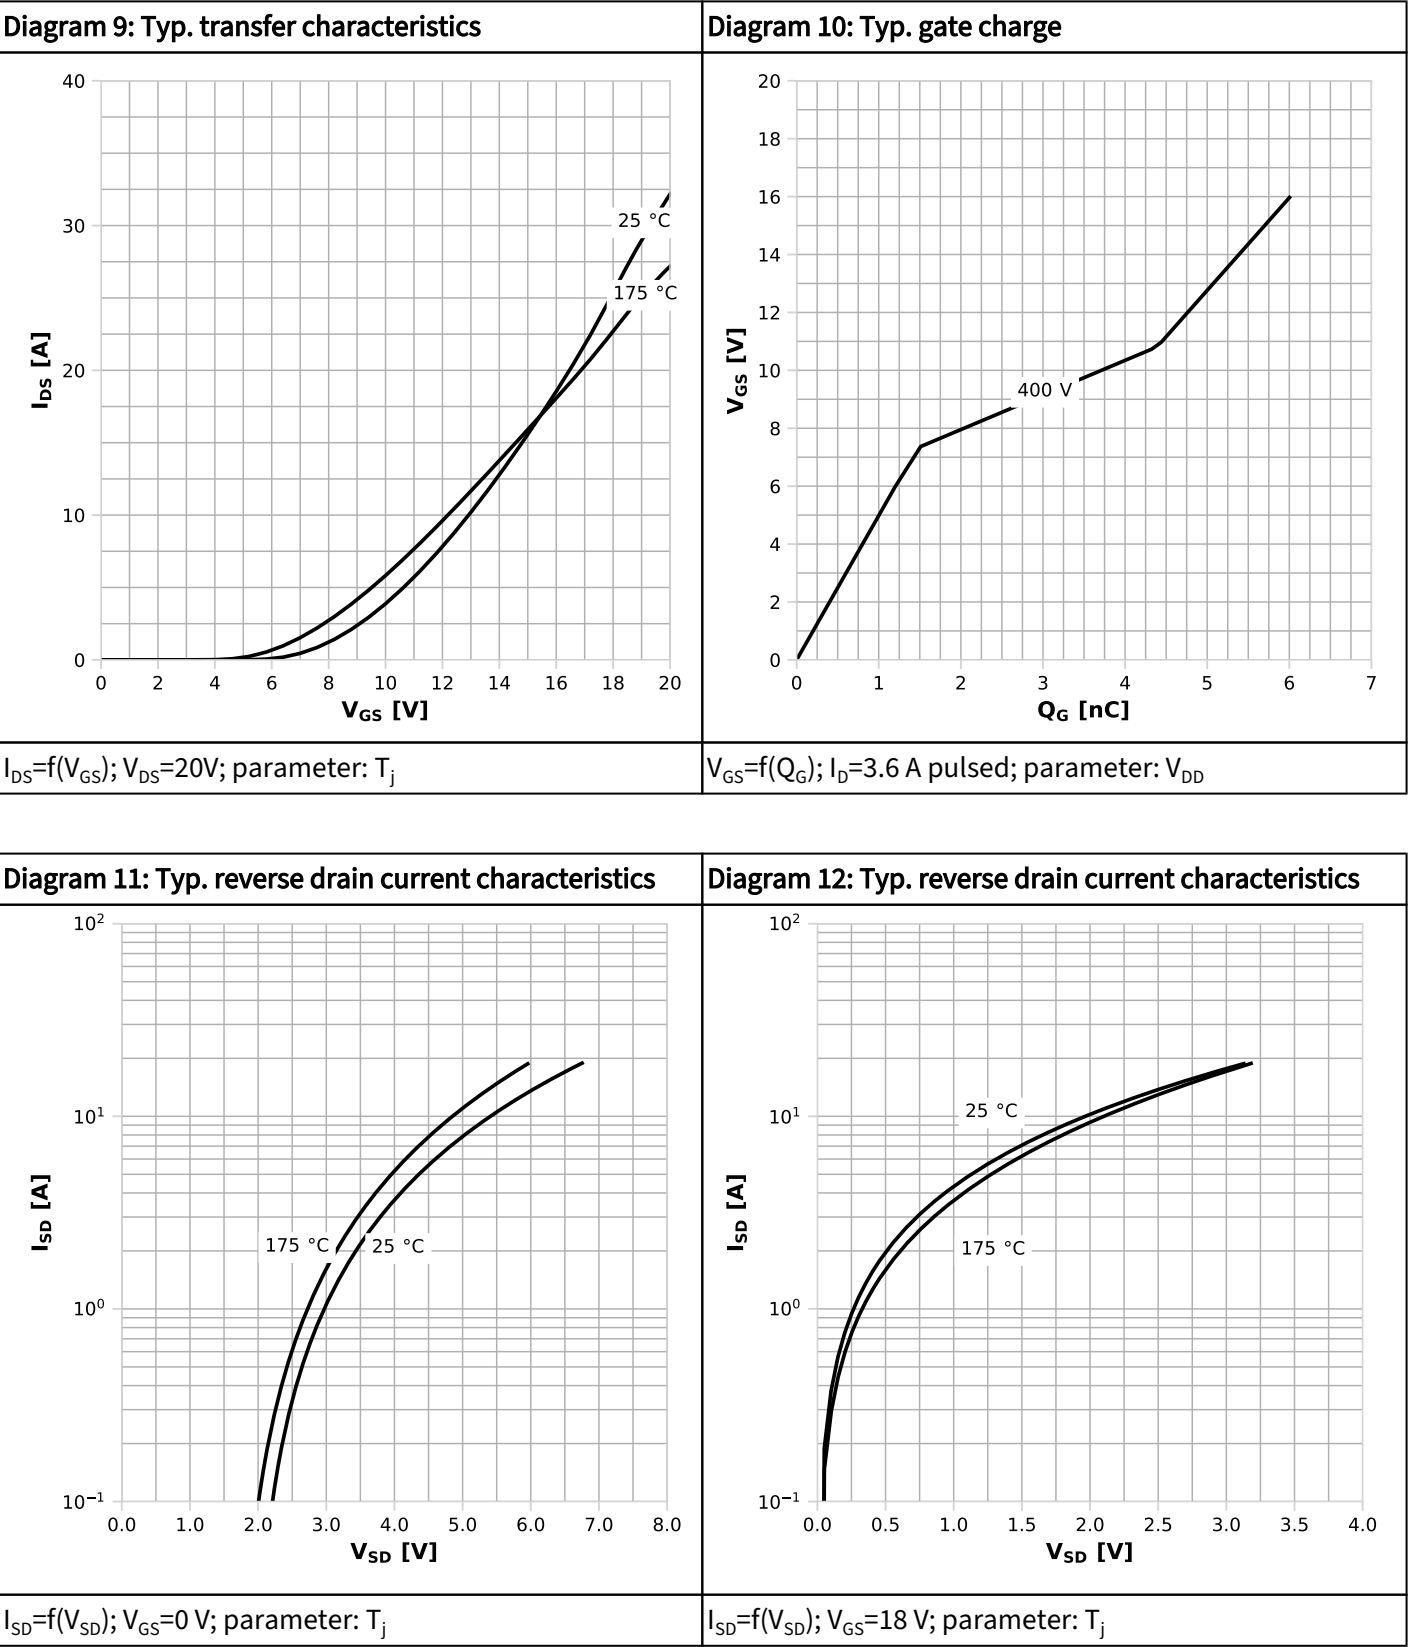 Diagram 9: Typ. transfer characteristics
40
30
20
10
0
0 2 4 6 8 10 12 14 16 18 20
25 °C
175 °C
IDS [A]
VGS [V]
IDS=f(VGS); VDS=20V; parameter: Tj
Diagram 10: Typ. gate charge
20
18
16
14
12
10
8
6
4
2
0
0 1 2 3 4 5 6 7
400 V
VGS [V]
QG [nC]
VGS=f(QG); ID=3.6 A pulsed; parameter: VDD
Diagram 11: Typ. reverse drain current characteristics
10²
10¹
10⁰
10⁻¹
0.0 1.0 2.0 3.0 4.0 5.0 6.0 7.0 8.0
175 °C
25 °C
ISD [A]
VSD [V]
ISD=f(VSD); VGS=0 V; parameter: Tj
Diagram 12: Typ. reverse drain current characteristics
10²
10¹
10⁰
10⁻¹
0.0 0.5 1.0 1.5 2.0 2.5 3.0 3.5 4.0
25 °C
175 °C
ISD [A]
VSD [V]
ISD=f(VSD); VGS=18 V; parameter: Tj